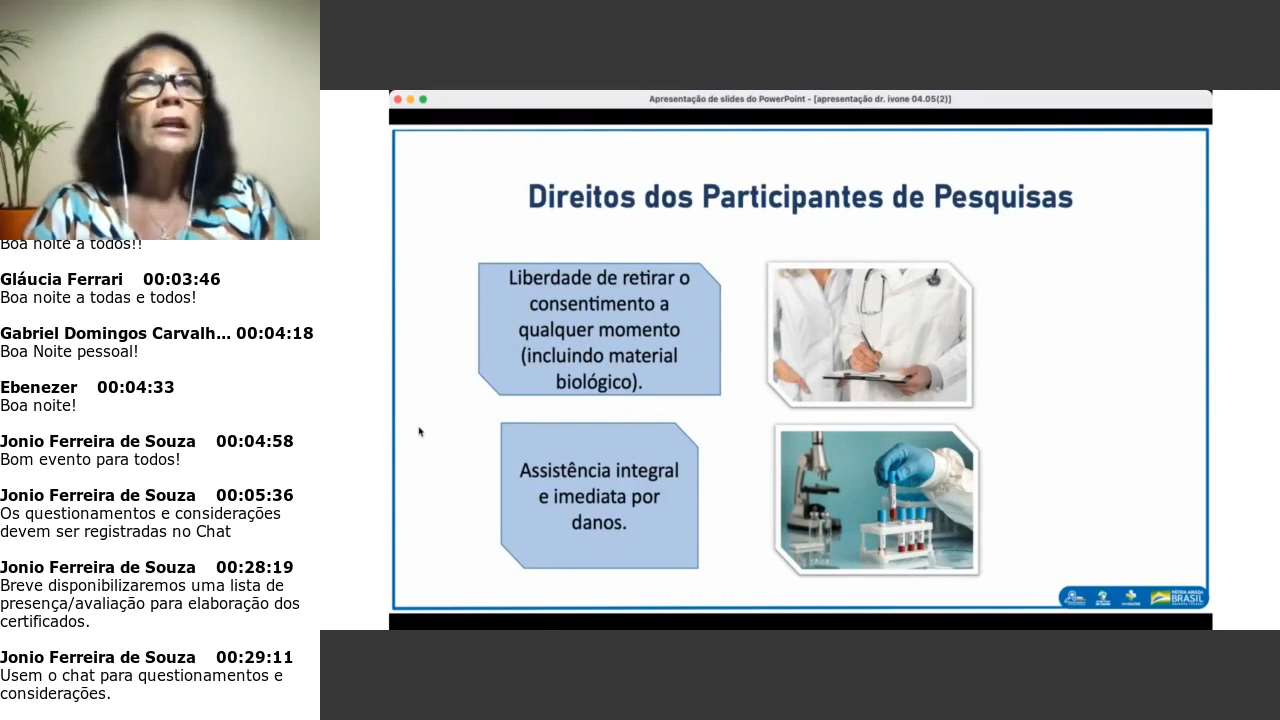 Boa noite a todos!!
Gláucia Ferrari 00:03:46
Boa noite a todas e todos!
Gabriel Domingos Carvalh... 00:04:18
Boa Noite pessoal!
Ebenezer 00:04:33
Boa noite!
Jonio Ferreira de Souza 00:04:58
Bom evento para todos!
Jonio Ferreira de Souza 00:05:36
Os questionamentos e considerações
devem ser registradas no Chat
Jonio Ferreira de Souza 00:28:19
Breve disponibilizaremos uma lista de
presença/avaliação para elaboração dos
certificados.
Jonio Ferreira de Souza 00:29:11
Usem o chat para questionamentos e
considerações.
Apresentação de slides do PowerPoint - [apresentação dr. ivone 04.05(2)]
Direitos dos Participantes de Pesquisas
Liberdade de retirar o
consentimento a
qualquer momento
(incluindo material
biológico).
Assistência integral
e imediata por
danos.
PÁTRIA AMADA
BRASIL